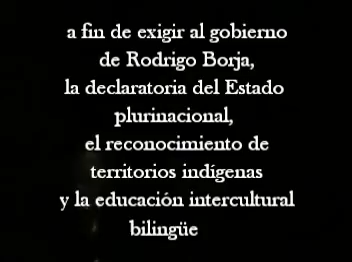 a fin de exigir al gobierno
de Rodrigo Borja,
la declaratoria del Estado
plurinacional,
el reconocimiento de
territorios indígenas
y la educación intercultural
bilingüe